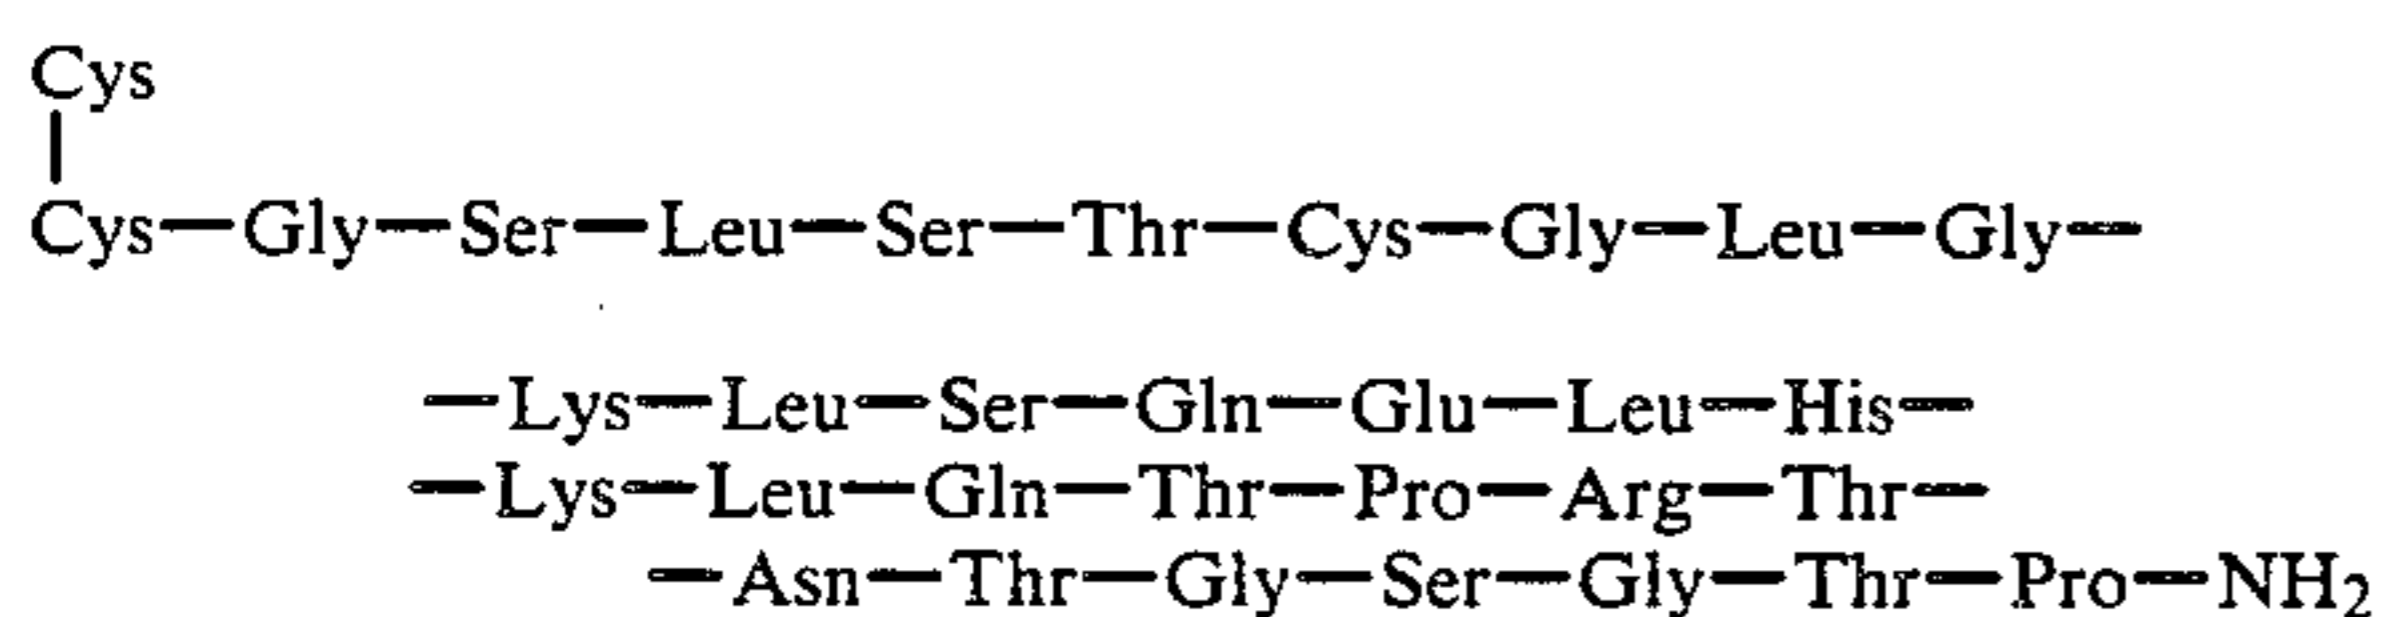 Cys
Cys—Gly—Ser—Leu—Ser—Thr—Cys—Gly—Leu—Gly—
—Lys—Leu—Ser—Gln—Glu—Leu—His—
—Lys—Leu—Gln—Thr—Pro—Arg—Thr—
—Asn—Thr—Gly—Ser—Gly—Thr—Pro—NH₂